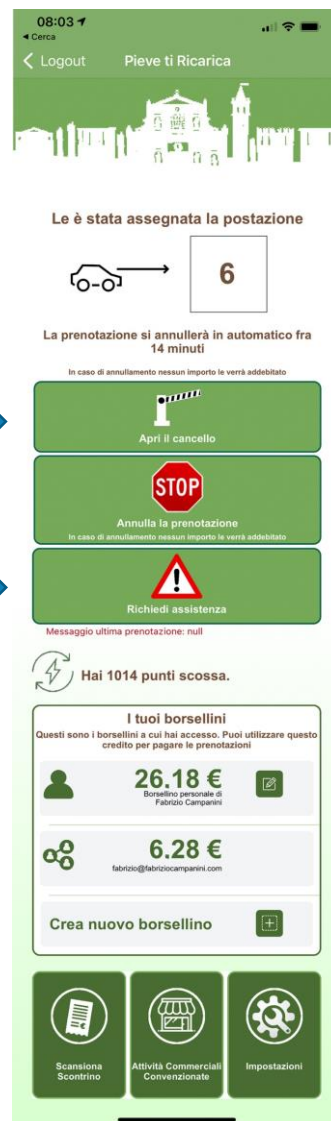 08:03
Cerca
Logout
Pieve ti Ricarica
Le è stata assegnata la postazione
6
La prenotazione si annullerà in automatico fra
14 minuti
In caso di annullamento nessun importo le verrà addebitato
Apri il cancello
STOP
Annulla la prenotazione
In caso di annullamento nessun importo le verrà addebitato
Richiedi assistenza
Messaggio ultima prenotazione: null
Hai 1014 punti scossa.
I tuoi borsellini
Questi sono i borsellini a cui hai accesso. Puoi utilizzare questo
credito per pagare le prenotazioni
26.18 €
Borsellino personale di
Fabrizio Campanini
6.28 €
fabrizio@fabriziocampanini.com
Crea nuovo borsellino
Scansiona
Scontrino
Attività Commerciali
Convenzionate
Impostazioni